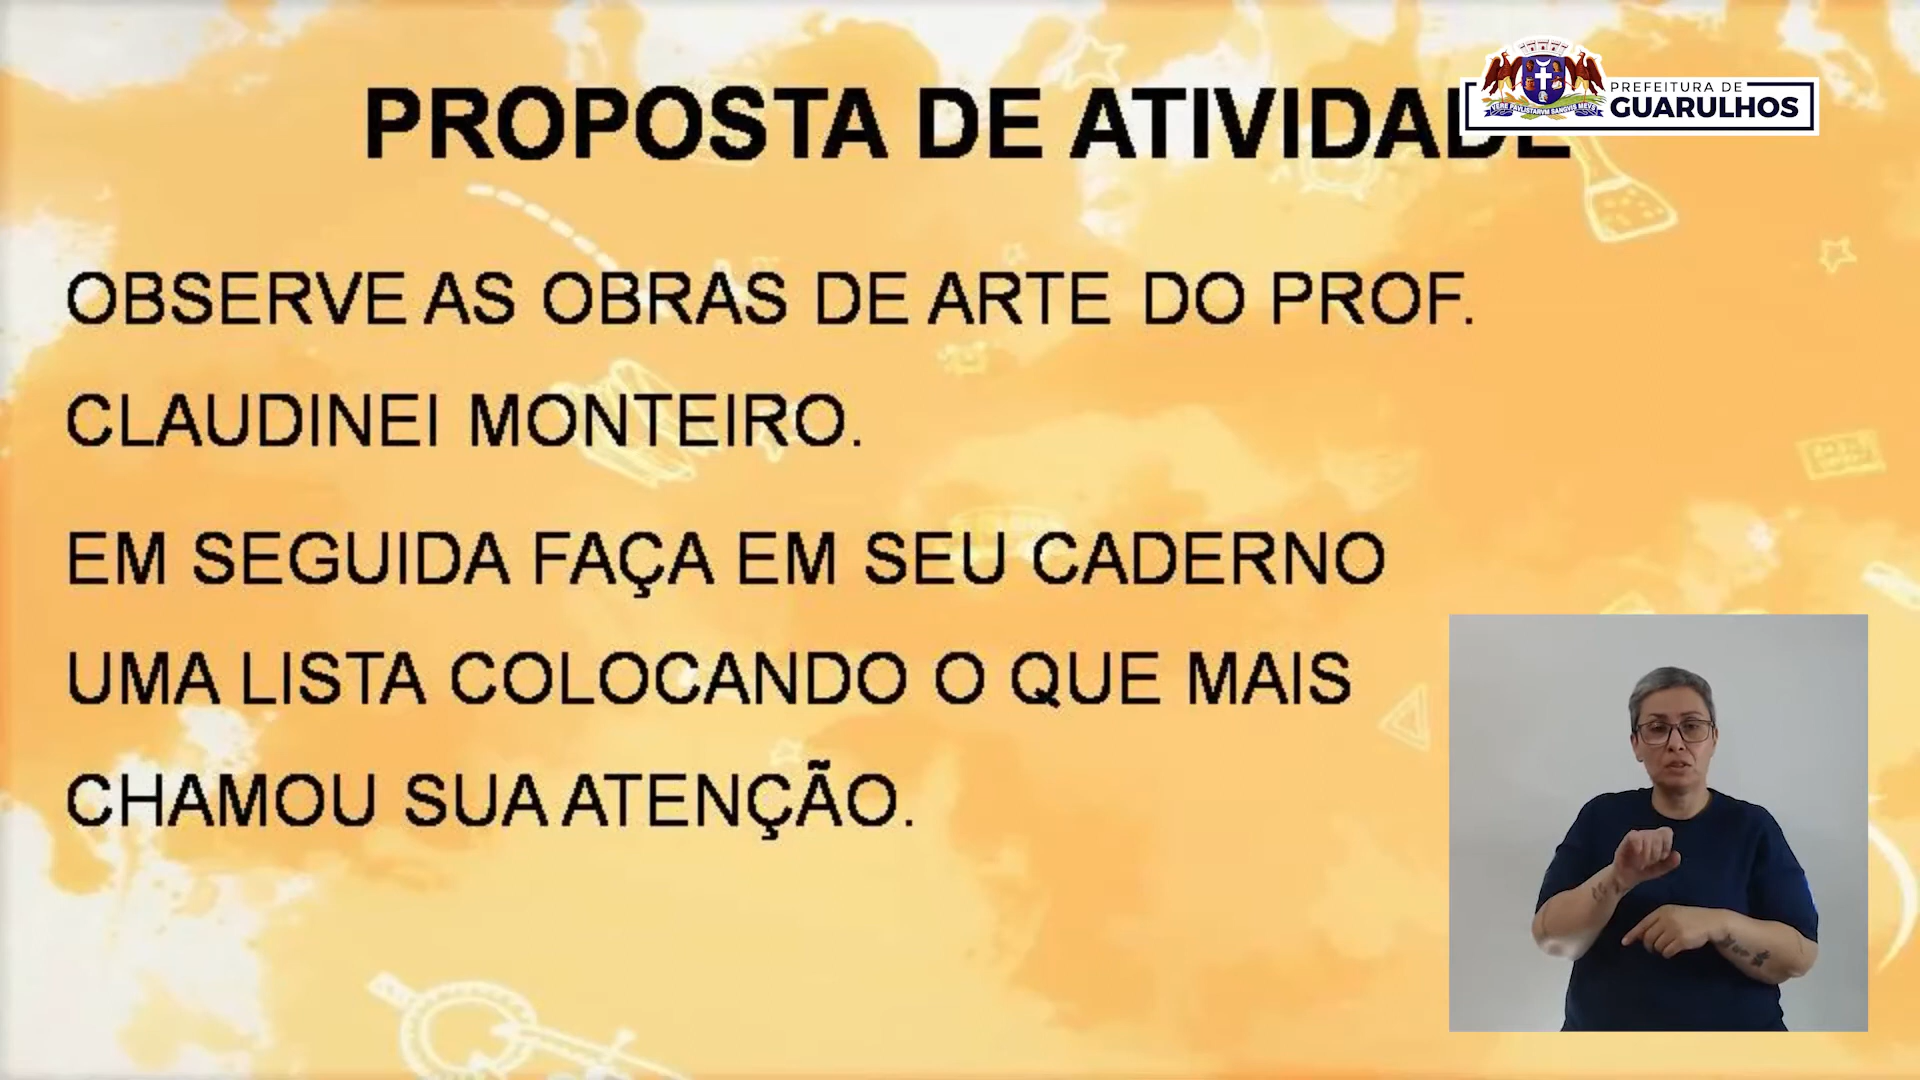 PROPOSTA DE ATIVIDADE
PREFEITURA DE
GUARULHOS
OBSERVE AS OBRAS DE ARTE DO PROF.
CLAUDINEI MONTEIRO.
EM SEGUIDA FAÇA EM SEU CADERNO
UMA LISTA COLOCANDO O QUE MAIS
CHAMOU SUA ATENÇÃO.